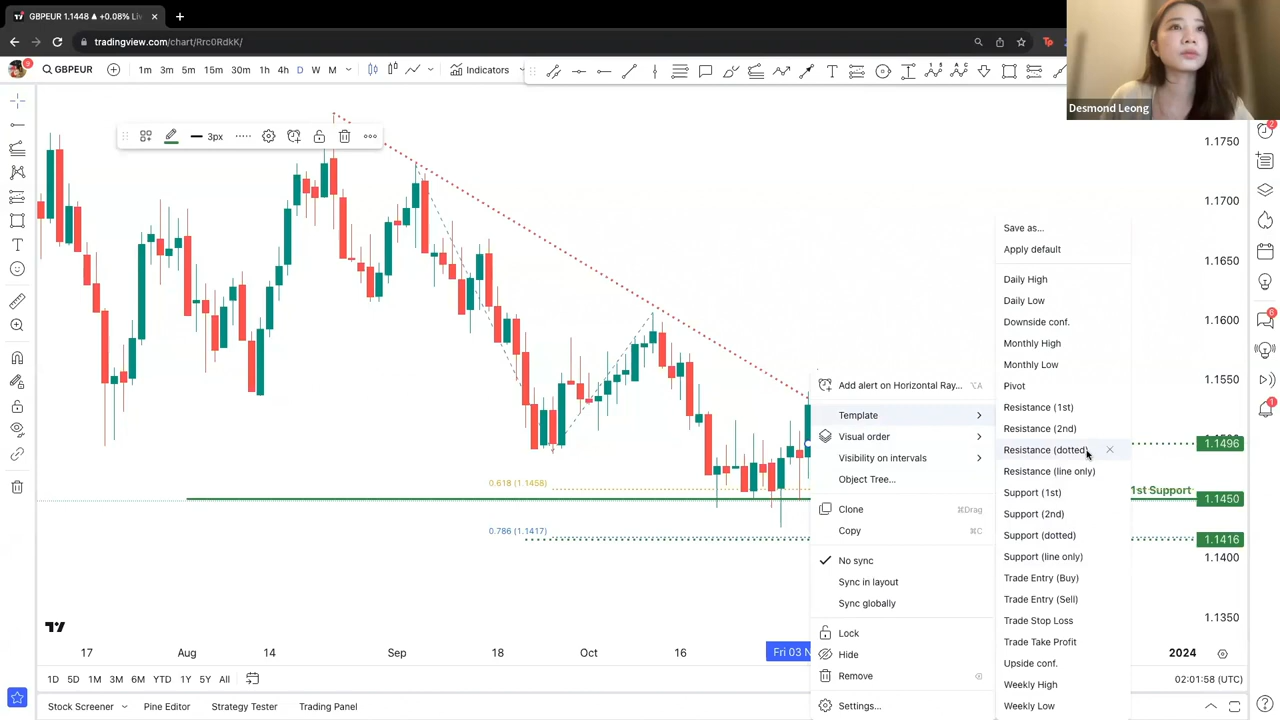 GBPEUR 1.1448 ▲ +0.08% Li
tradingview.com/chart/Rrc0RdkK/
GBPEUR
1m 3m 5m 15m 30m 1h 4h D W M
Indicators
Desmond Leong
3px
1.1750
1.1700
1.1650
1.1600
1.1550
1.1496
1st Support
1.1450
1.1416
1.1400
1.1350
0.618 (1.1458)
0.786 (1.1417)
Add alert on Horizontal Ray... ⌥A
Template
Visual order
Visibility on intervals
Object Tree...
Clone ⌘Drag
Copy ⌘C
No sync
Sync in layout
Sync globally
Lock
Hide
Remove
Settings...
Save as...
Apply default
Daily High
Daily Low
Downside conf.
Monthly High
Monthly Low
Pivot
Resistance (1st)
Resistance (2nd)
Resistance (dotted)
Resistance (line only)
Support (1st)
Support (2nd)
Support (dotted)
Support (line only)
Trade Entry (Buy)
Trade Entry (Sell)
Trade Stop Loss
Trade Take Profit
Upside conf.
Weekly High
Weekly Low
17 Aug 14 Sep 18 Oct 16 Fri 03 N 2024
1D 5D 1M 3M 6M YTD 1Y 5Y All
02:01:58 (UTC)
Stock Screener Pine Editor Strategy Tester Trading Panel